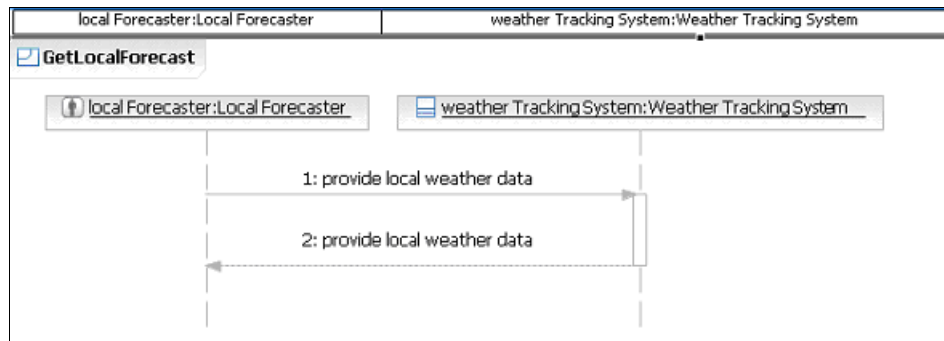 local Forecaster:Local Forecaster
weather Tracking System:Weather Tracking System
GetLocalForecast
local Forecaster:Local Forecaster
weather Tracking System:Weather Tracking System
1: provide local weather data
2: provide local weather data